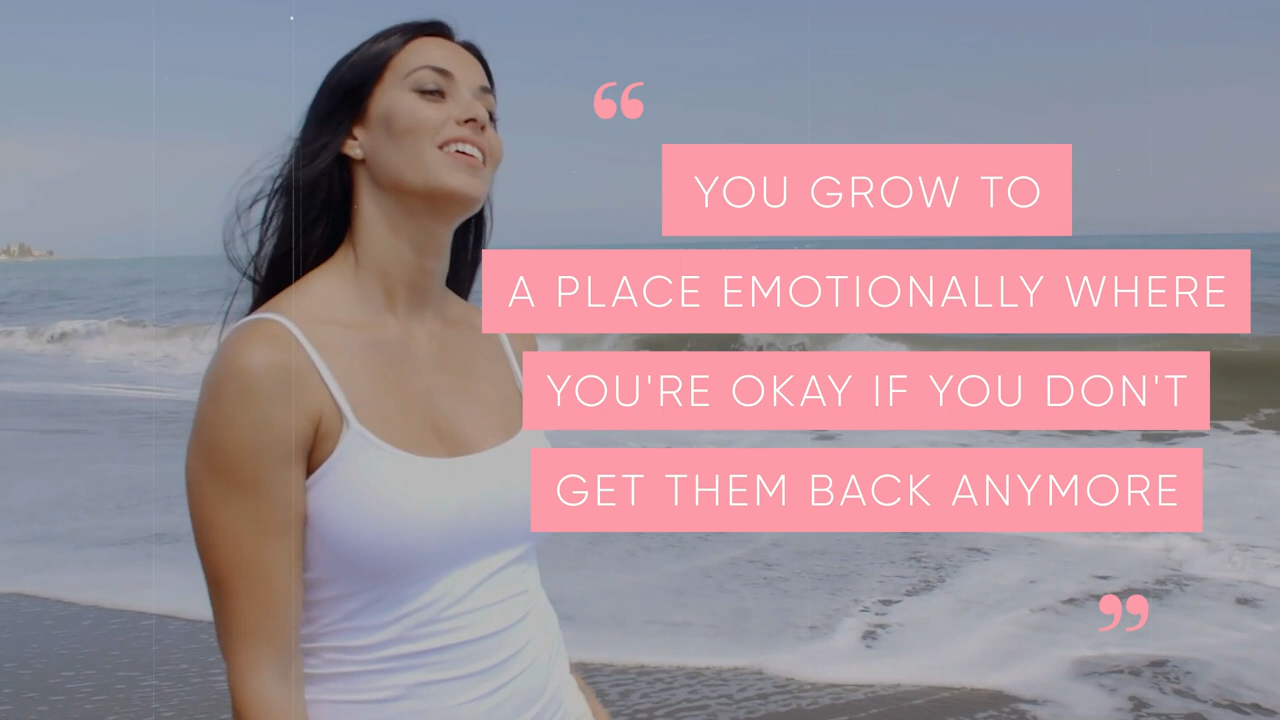 “
YOU GROW TO
A PLACE EMOTIONALLY WHERE
YOU'RE OKAY IF YOU DON'T
GET THEM BACK ANYMORE
”